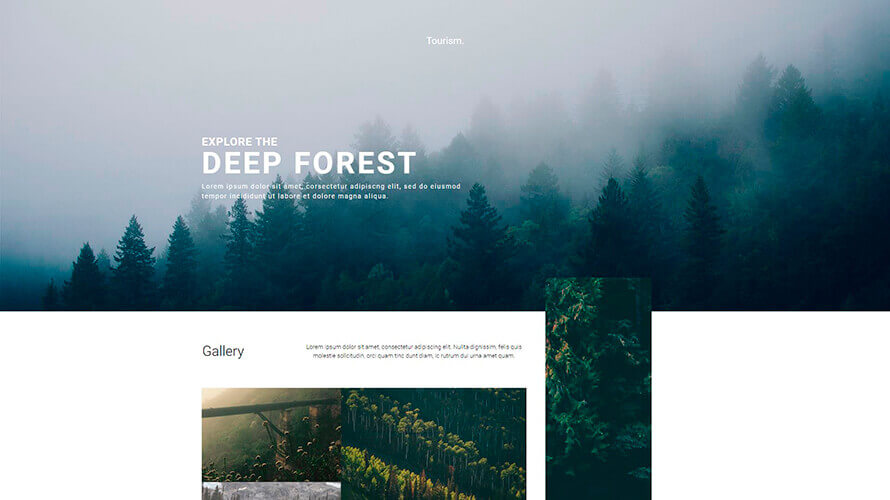 Tourism.
EXPLORE THE
DEEP FOREST
Lorem ipsum dolor sit amet, consectetur adipiscng elit, sed do eiusmod
tempor incididunt ut labore et dolore magna aliqua.
Gallery
Lorem ipsum dolor sit amet, consectetur adipiscing elit. Nulla dignissim, felis quis
molestie sollicitudin, orci quam tinc dunt diam, ic rutrum dui urna amet quam.